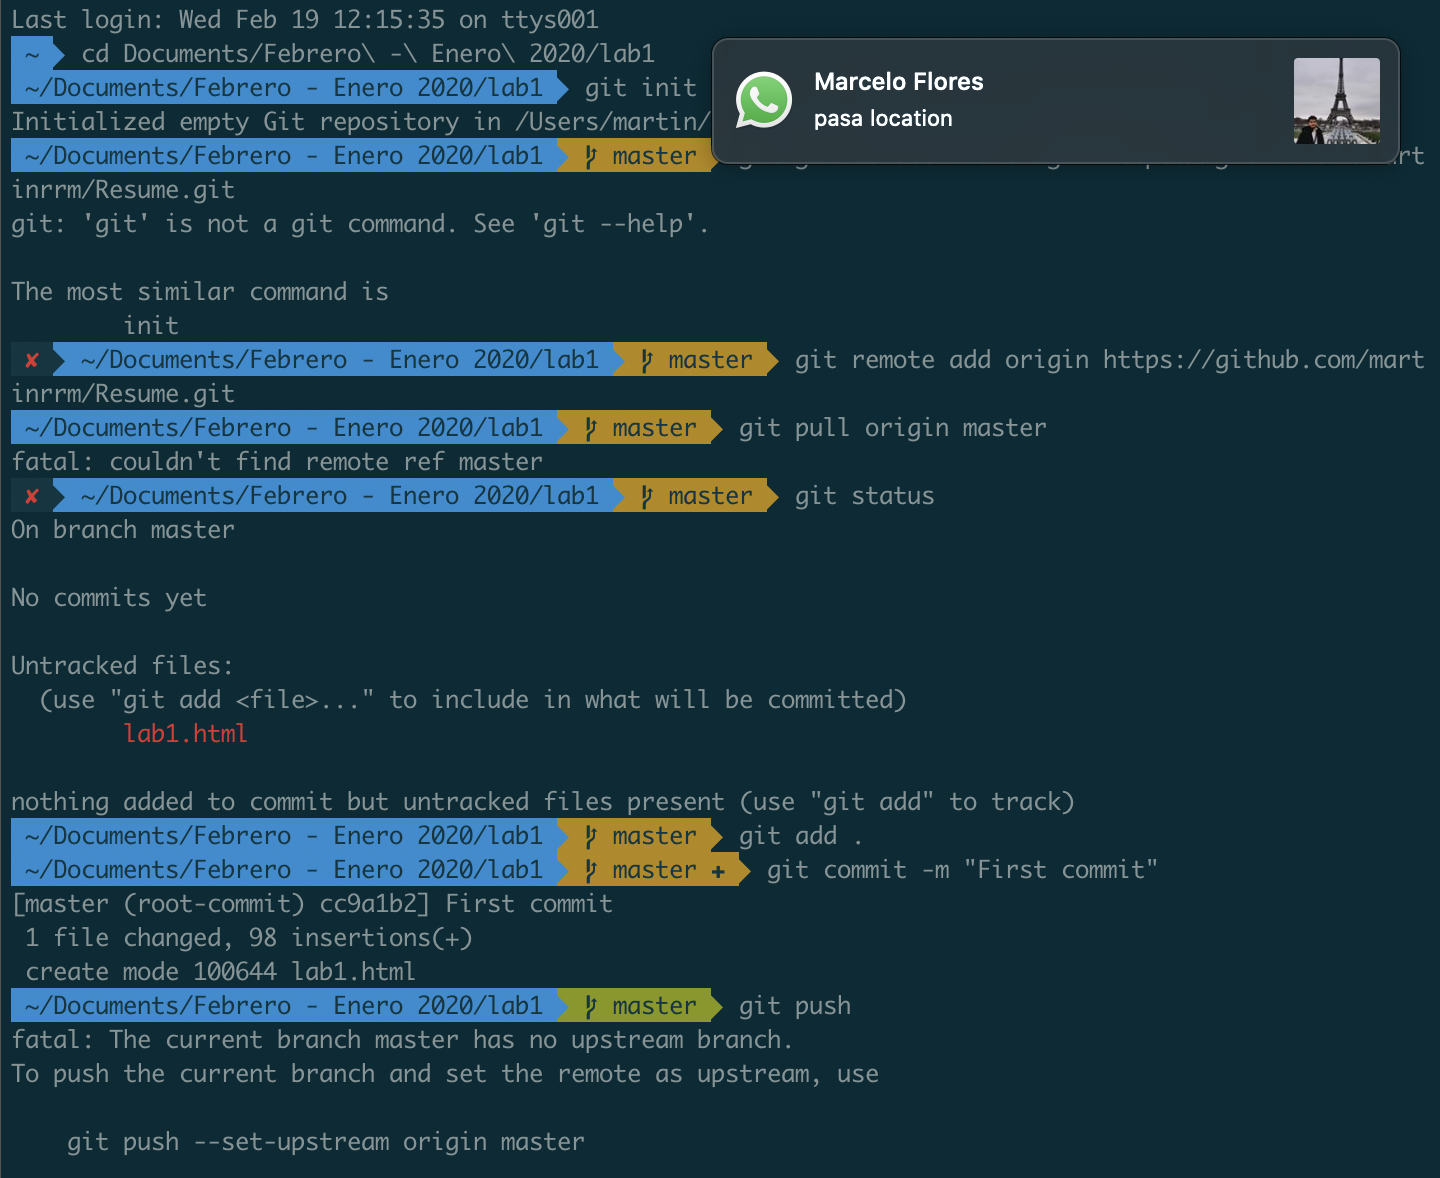 Last login: Wed Feb 19 12:15:35 on ttys001
~ cd Documents/Febrero\ -\ Enero\ 2020/lab1
~/Documents/Febrero - Enero 2020/lab1 git init
Marcelo Flores
pasa location
Initialized empty Git repository in /Users/martin/
~/Documents/Febrero - Enero 2020/lab1 master
inrrm/Resume.git
git: 'git' is not a git command. See 'git --help'.
The most similar command is
init
✘ ~/Documents/Febrero - Enero 2020/lab1 master git remote add origin https://github.com/mart
inrrm/Resume.git
~/Documents/Febrero - Enero 2020/lab1 master git pull origin master
fatal: couldn't find remote ref master
✘ ~/Documents/Febrero - Enero 2020/lab1 master git status
On branch master
No commits yet
Untracked files:
(use "git add <file>..." to include in what will be committed)
lab1.html
nothing added to commit but untracked files present (use "git add" to track)
~/Documents/Febrero - Enero 2020/lab1 master git add .
~/Documents/Febrero - Enero 2020/lab1 master ✚ git commit -m "First commit"
[master (root-commit) cc9a1b2] First commit
1 file changed, 98 insertions(+)
create mode 100644 lab1.html
~/Documents/Febrero - Enero 2020/lab1 master git push
fatal: The current branch master has no upstream branch.
To push the current branch and set the remote as upstream, use
git push --set-upstream origin master